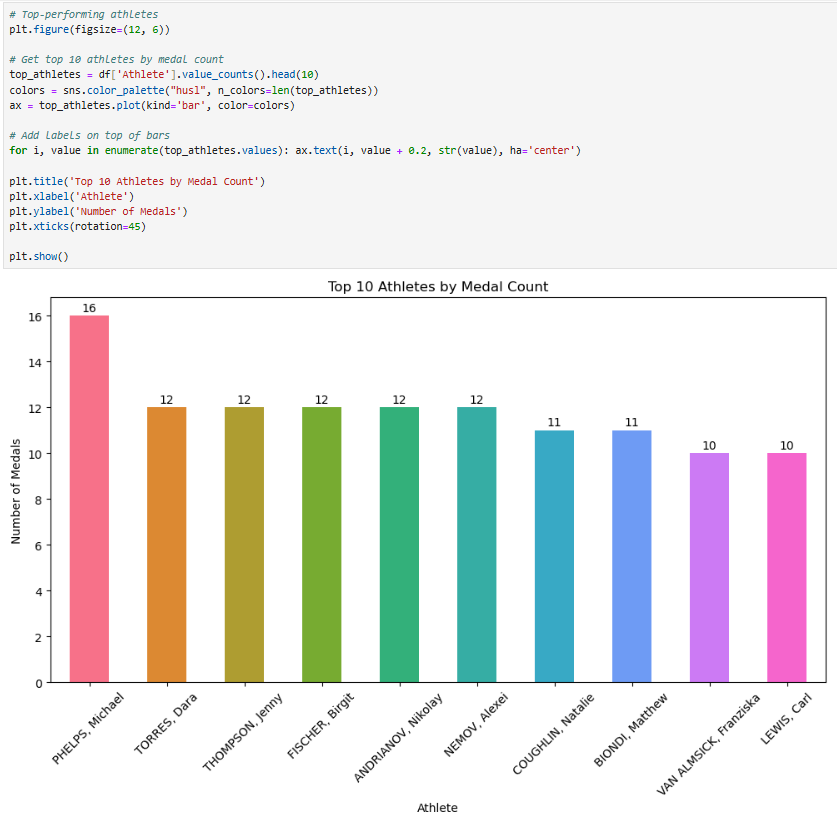 # Top-performing athletes
plt.figure(figsize=(12, 6))
# Get top 10 athletes by medal count
top_athletes = df['Athlete'].value_counts().head(10)
colors = sns.color_palette("husl", n_colors=len(top_athletes))
ax = top_athletes.plot(kind='bar', color=colors)
# Add labels on top of bars
for i, value in enumerate(top_athletes.values): ax.text(i, value + 0.2, str(value), ha='center')
plt.title('Top 10 Athletes by Medal Count')
plt.xlabel('Athlete')
plt.ylabel('Number of Medals')
plt.xticks(rotation=45)
plt.show()
Top 10 Athletes by Medal Count
Number of Medals
16
14
12
10
8
6
4
2
0
16
12
12
12
12
12
11
11
10
10
PHELPS, Michael
TORRES, Dara
THOMPSON, Jenny
FISCHER, Birgit
ANDRIANOV, Nikolay
NEMOV, Alexei
COUGHLIN, Natalie
BIONDI, Matthew
VAN ALMSICK, Franziska
LEWIS, Carl
Athlete